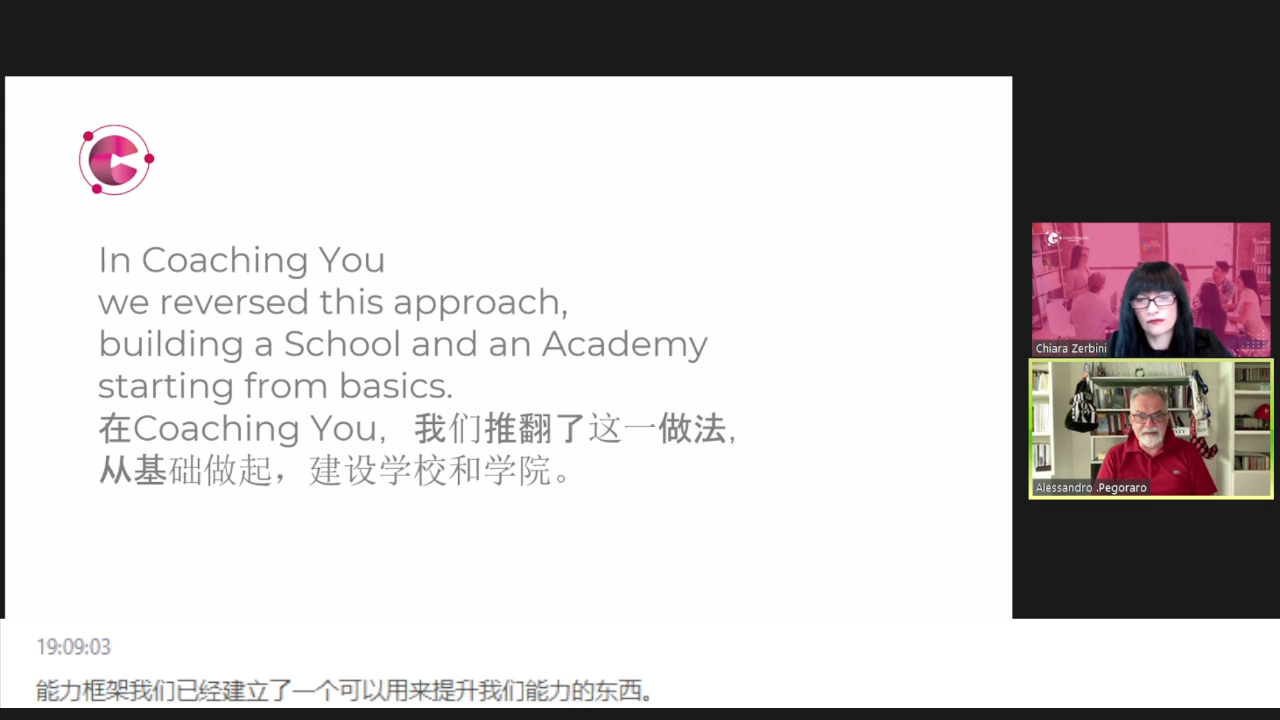 In Coaching You
we reversed this approach,
building a School and an Academy
starting from basics.
在Coaching You，我们推翻了这一做法，
从基础做起，建设学校和学院。
Chiara Zerbini
Alessandro .Pegoraro
19:09:03
能力框架我们已经建立了一个可以用来提升我们能力的东西。